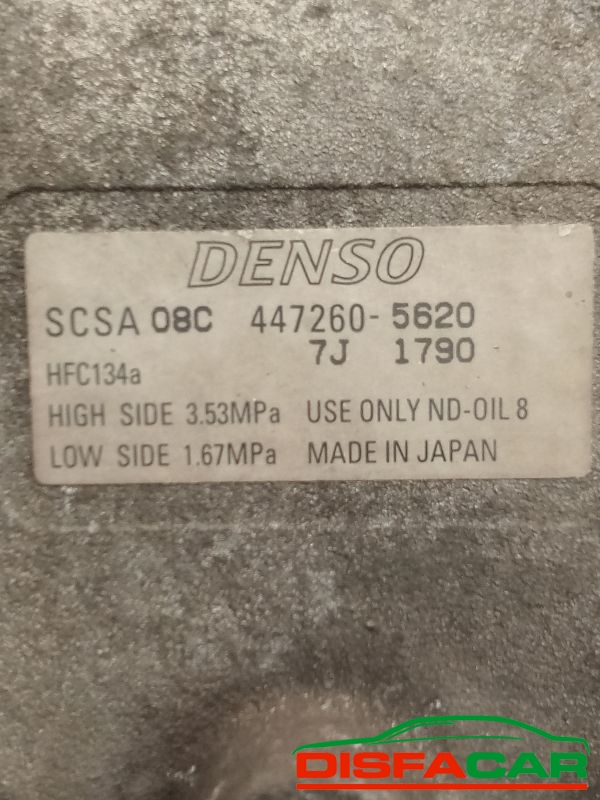 DENSO
SCSA 08C 447260-5620
7J 1790
HFC134a
HIGH SIDE 3.53MPa USE ONLY ND-OIL 8
LOW SIDE 1.67MPa MADE IN JAPAN
DISFACAR